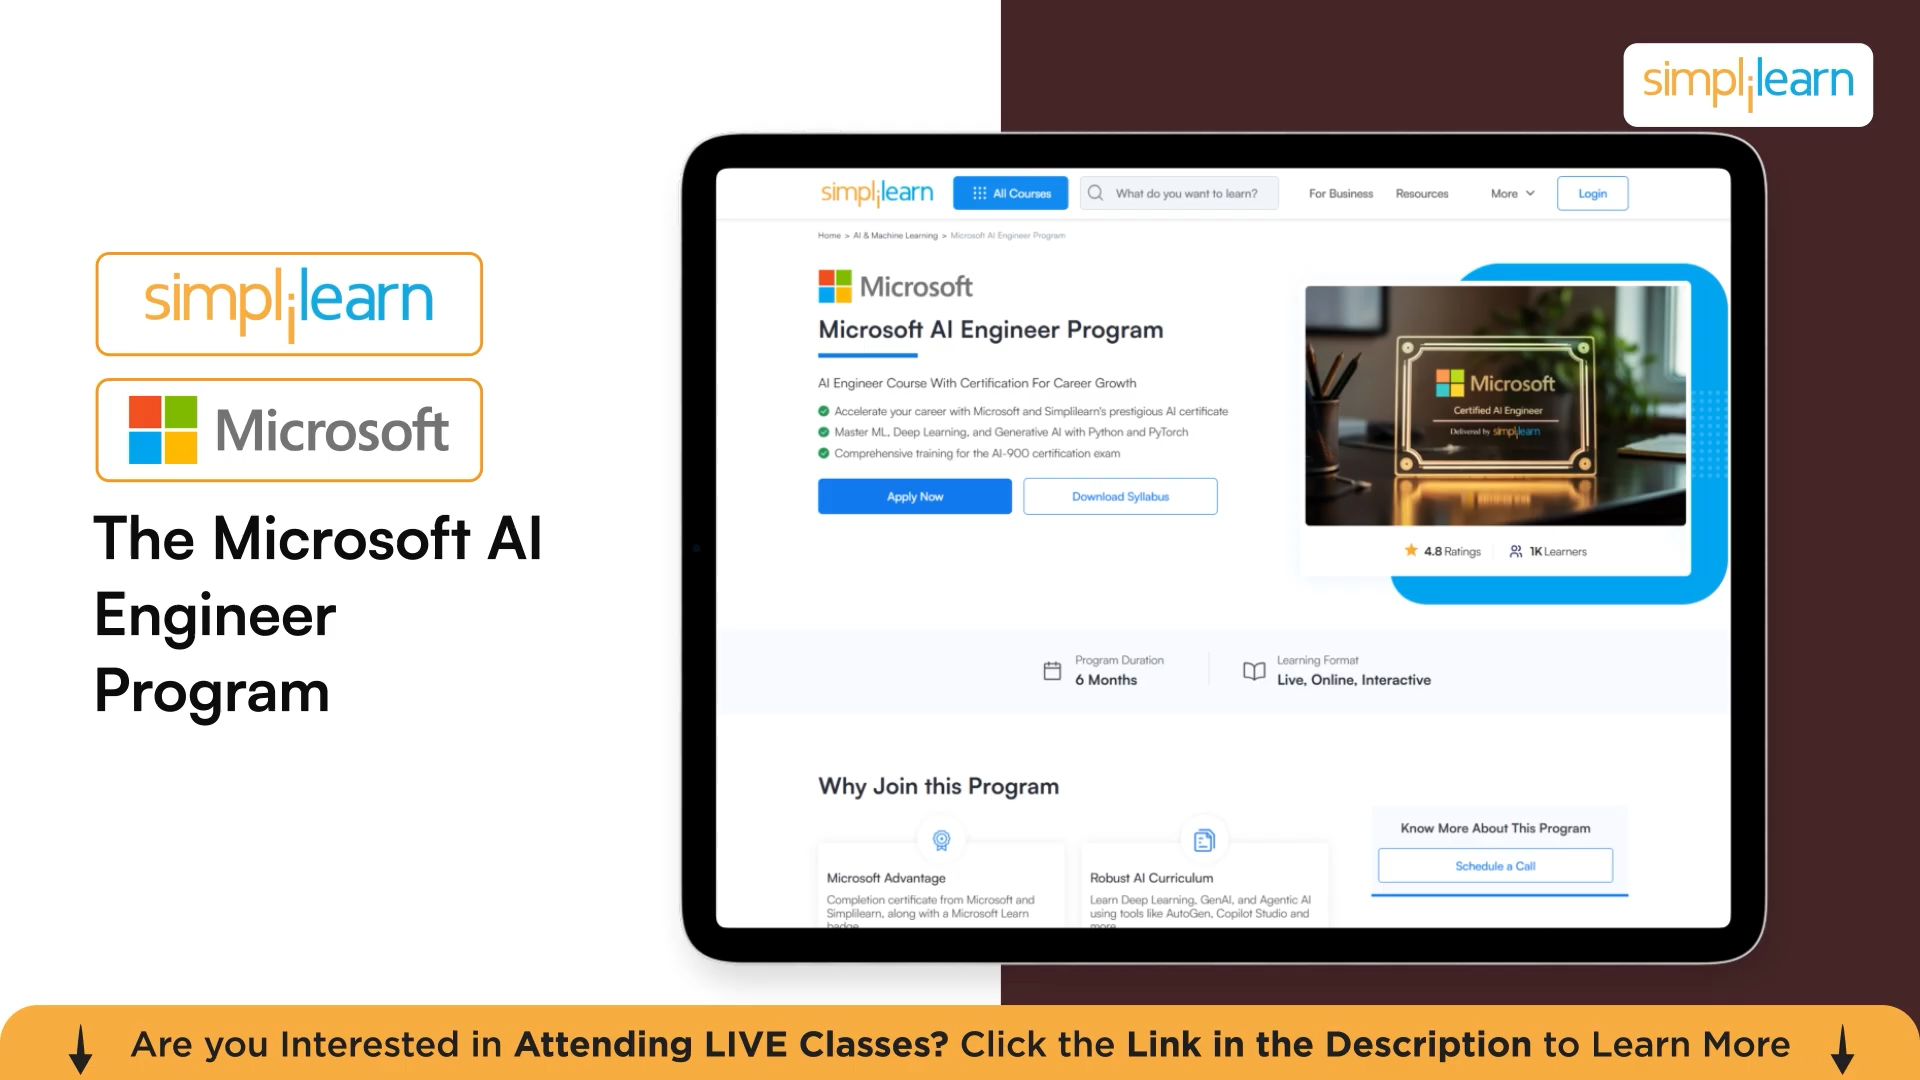 simplilearn
simplilearn
Microsoft
The Microsoft AI
Engineer
Program
simplilearn
All Courses
What do you want to learn?
For Business
Resources
More
Login
Home > AI & Machine Learning > Microsoft AI Engineer Program
Microsoft
Microsoft AI Engineer Program
AI Engineer Course With Certification For Career Growth
Accelerate your career with Microsoft and Simplilearn's prestigious AI certificate
Master ML, Deep Learning, and Generative AI with Python and PyTorch
Comprehensive training for the AI-900 certification exam
Apply Now
Download Syllabus
Microsoft
Certified AI Engineer
Delivered by simplilearn
4.8 Ratings
1K Learners
Program Duration
6 Months
Learning Format
Live, Online, Interactive
Why Join this Program
Microsoft Advantage
Completion certificate from Microsoft and
Simplilearn, along with a Microsoft Learn
badge
Robust AI Curriculum
Learn Deep Learning, GenAI, and Agentic AI
using tools like AutoGen, Copilot Studio and
more
Know More About This Program
Schedule a Call
Are you Interested in Attending LIVE Classes? Click the Link in the Description to Learn More